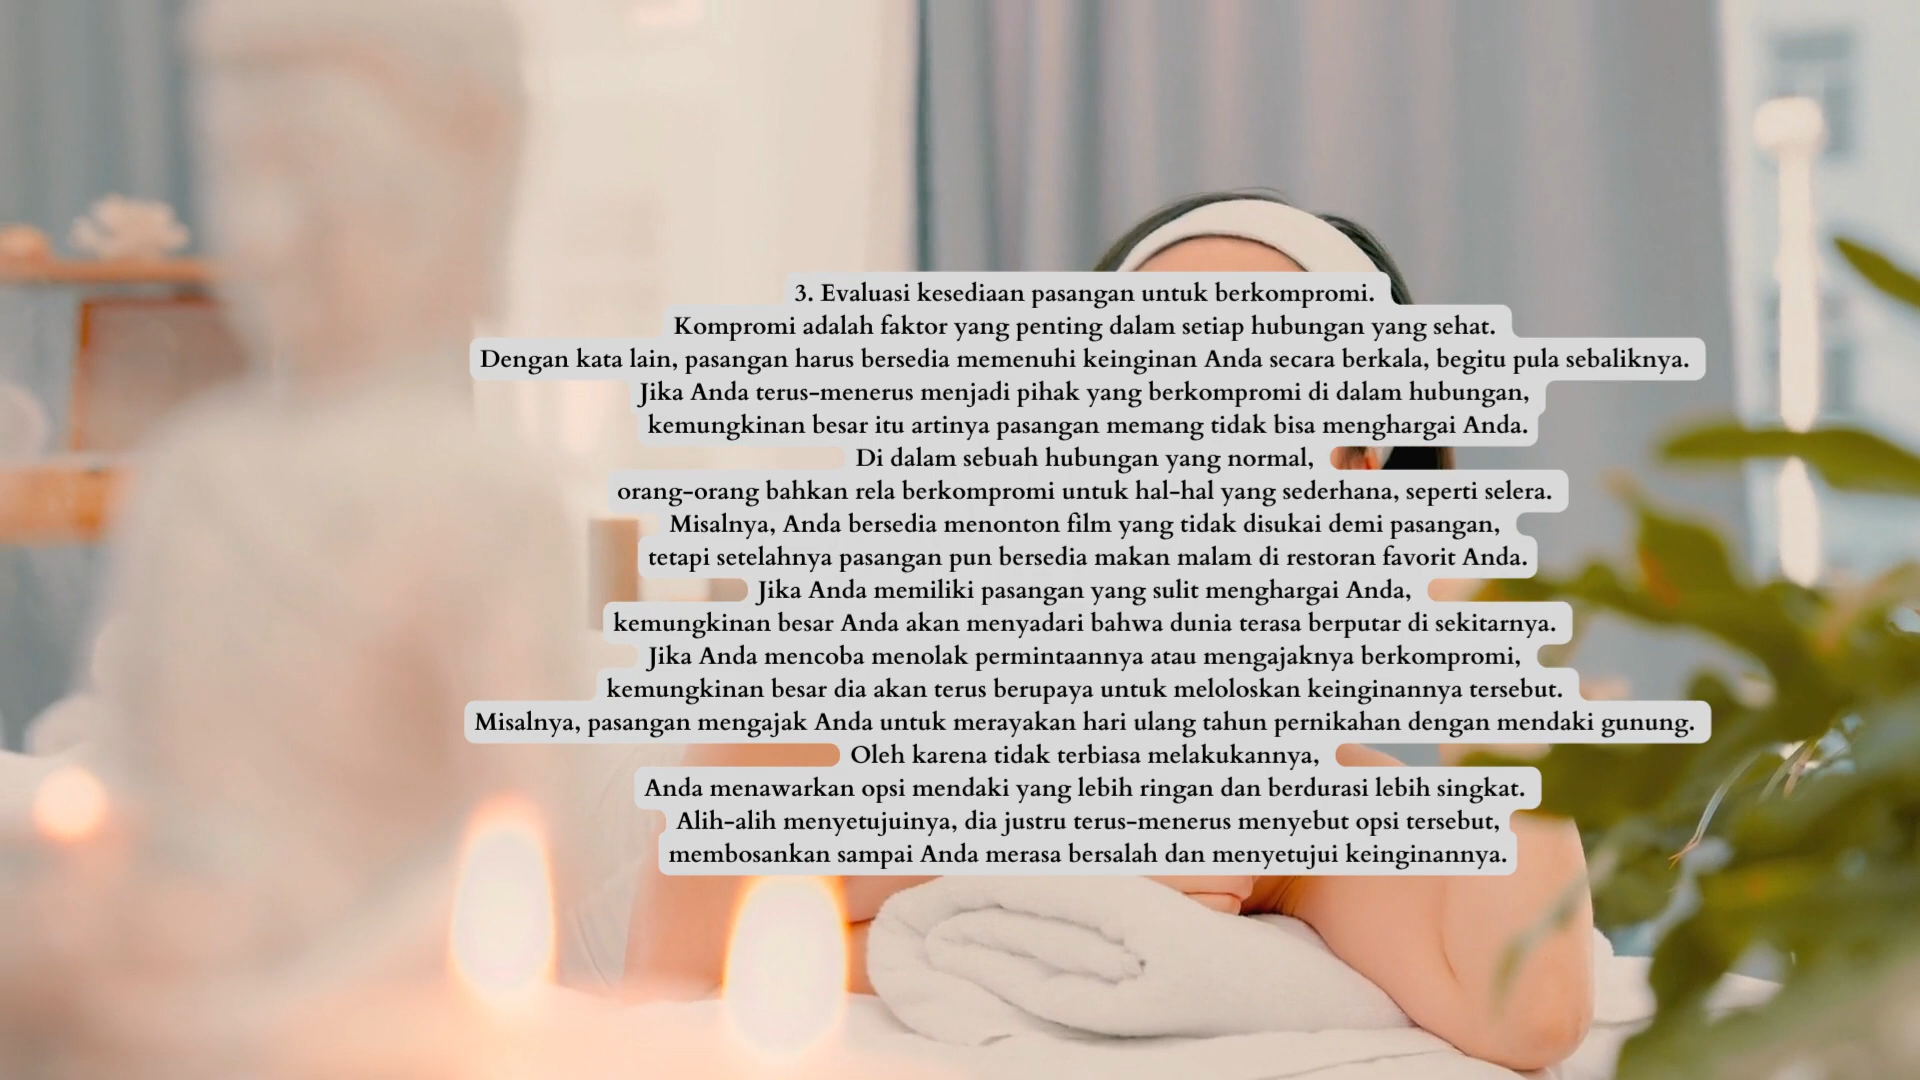 3. Evaluasi kesediaan pasangan untuk berkompromi.
Kompromi adalah faktor yang penting dalam setiap hubungan yang sehat.
Dengan kata lain, pasangan harus bersedia memenuhi keinginan Anda secara berkala, begitu pula sebaliknya.
Jika Anda terus-menerus menjadi pihak yang berkompromi di dalam hubungan,
kemungkinan besar itu artinya pasangan memang tidak bisa menghargai Anda.
Di dalam sebuah hubungan yang normal,
orang-orang bahkan rela berkompromi untuk hal-hal yang sederhana, seperti selera.
Misalnya, Anda bersedia menonton film yang tidak disukai demi pasangan,
tetapi setelahnya pasangan pun bersedia makan malam di restoran favorit Anda.
Jika Anda memiliki pasangan yang sulit menghargai Anda,
kemungkinan besar Anda akan menyadari bahwa dunia terasa berputar di sekitarnya.
Jika Anda mencoba menolak permintaannya atau mengajaknya berkompromi,
kemungkinan besar dia akan terus berupaya untuk meloloskan keinginannya tersebut.
Misalnya, pasangan mengajak Anda untuk merayakan hari ulang tahun pernikahan dengan mendaki gunung.
Oleh karena tidak terbiasa melakukannya,
Anda menawarkan opsi mendaki yang lebih ringan dan berdurasi lebih singkat.
Alih-alih menyetujuinya, dia justru terus-menerus menyebut opsi tersebut,
membosankan sampai Anda merasa bersalah dan menyetujui keinginannya.